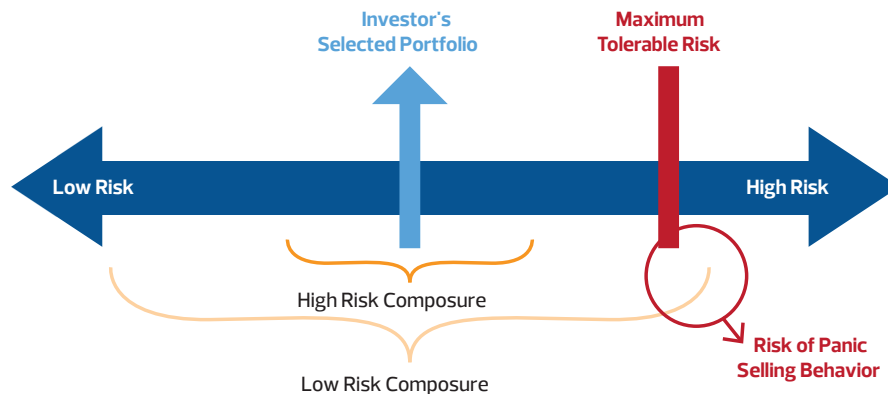 Investor's
Selected Portfolio
Maximum
Tolerable Risk
Low Risk
High Risk
High Risk Composure
Risk of Panic
Selling Behavior
Low Risk Composure